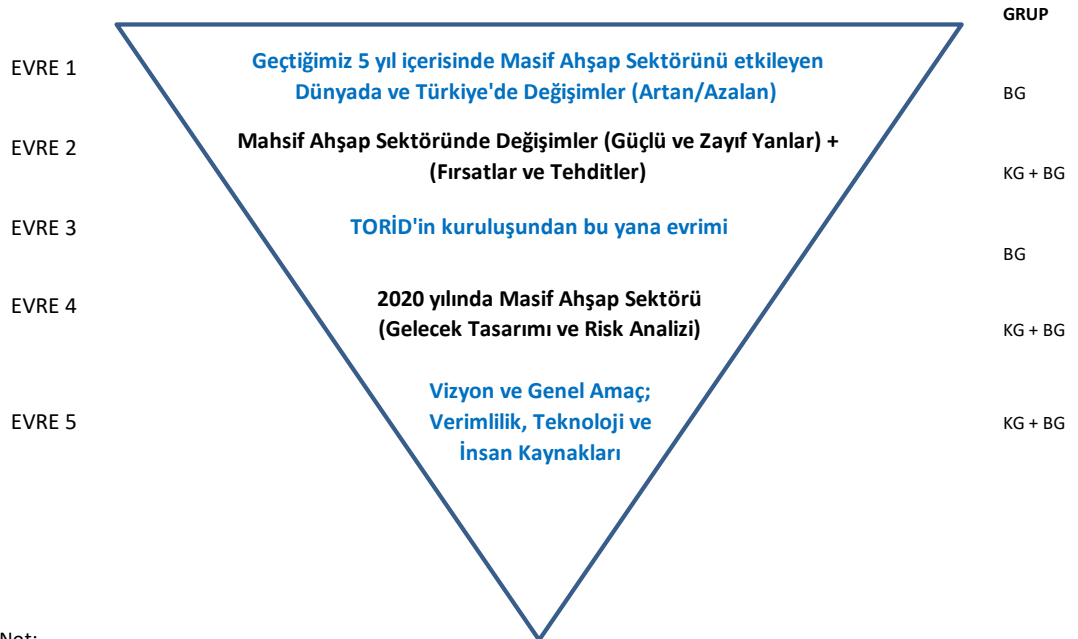 GRUP
EVRE 1
Geçtiğimiz 5 yıl içerisinde Masif Ahşap Sektörünü etkileyen
Dünyada ve Türkiye'de Değişimler (Artan/Azalan)
BG
EVRE 2
Mahsif Ahşap Sektöründe Değişimler (Güçlü ve Zayıf Yanlar) +
(Fırsatlar ve Tehditler)
KG + BG
EVRE 3
TORİD'in kuruluşundan bu yana evrimi
BG
EVRE 4
2020 yılında Masif Ahşap Sektörü
(Gelecek Tasarımı ve Risk Analizi)
KG + BG
EVRE 5
Vizyon ve Genel Amaç;
Verimlilik, Teknoloji ve
İnsan Kaynakları
KG + BG
Not: